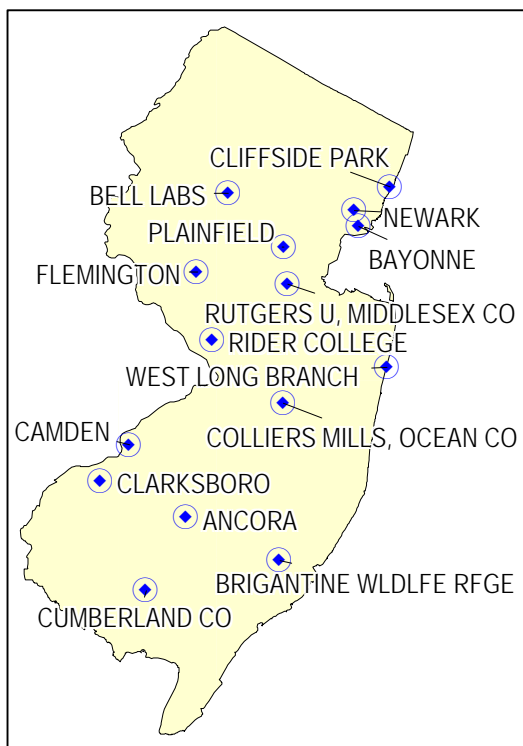 CLIFFSIDE PARK
BELL LABS
NEWARK
PLAINFIELD
BAYONNE
FLEMINGTON
RUTGERS U, MIDDLESEX CO
RIDER COLLEGE
WEST LONG BRANCH
CAMDEN
COLLIERS MILLS, OCEAN CO
CLARKSBORO
ANCORA
BRIGANTINE WLDLFE RFGE
CUMBERLAND CO